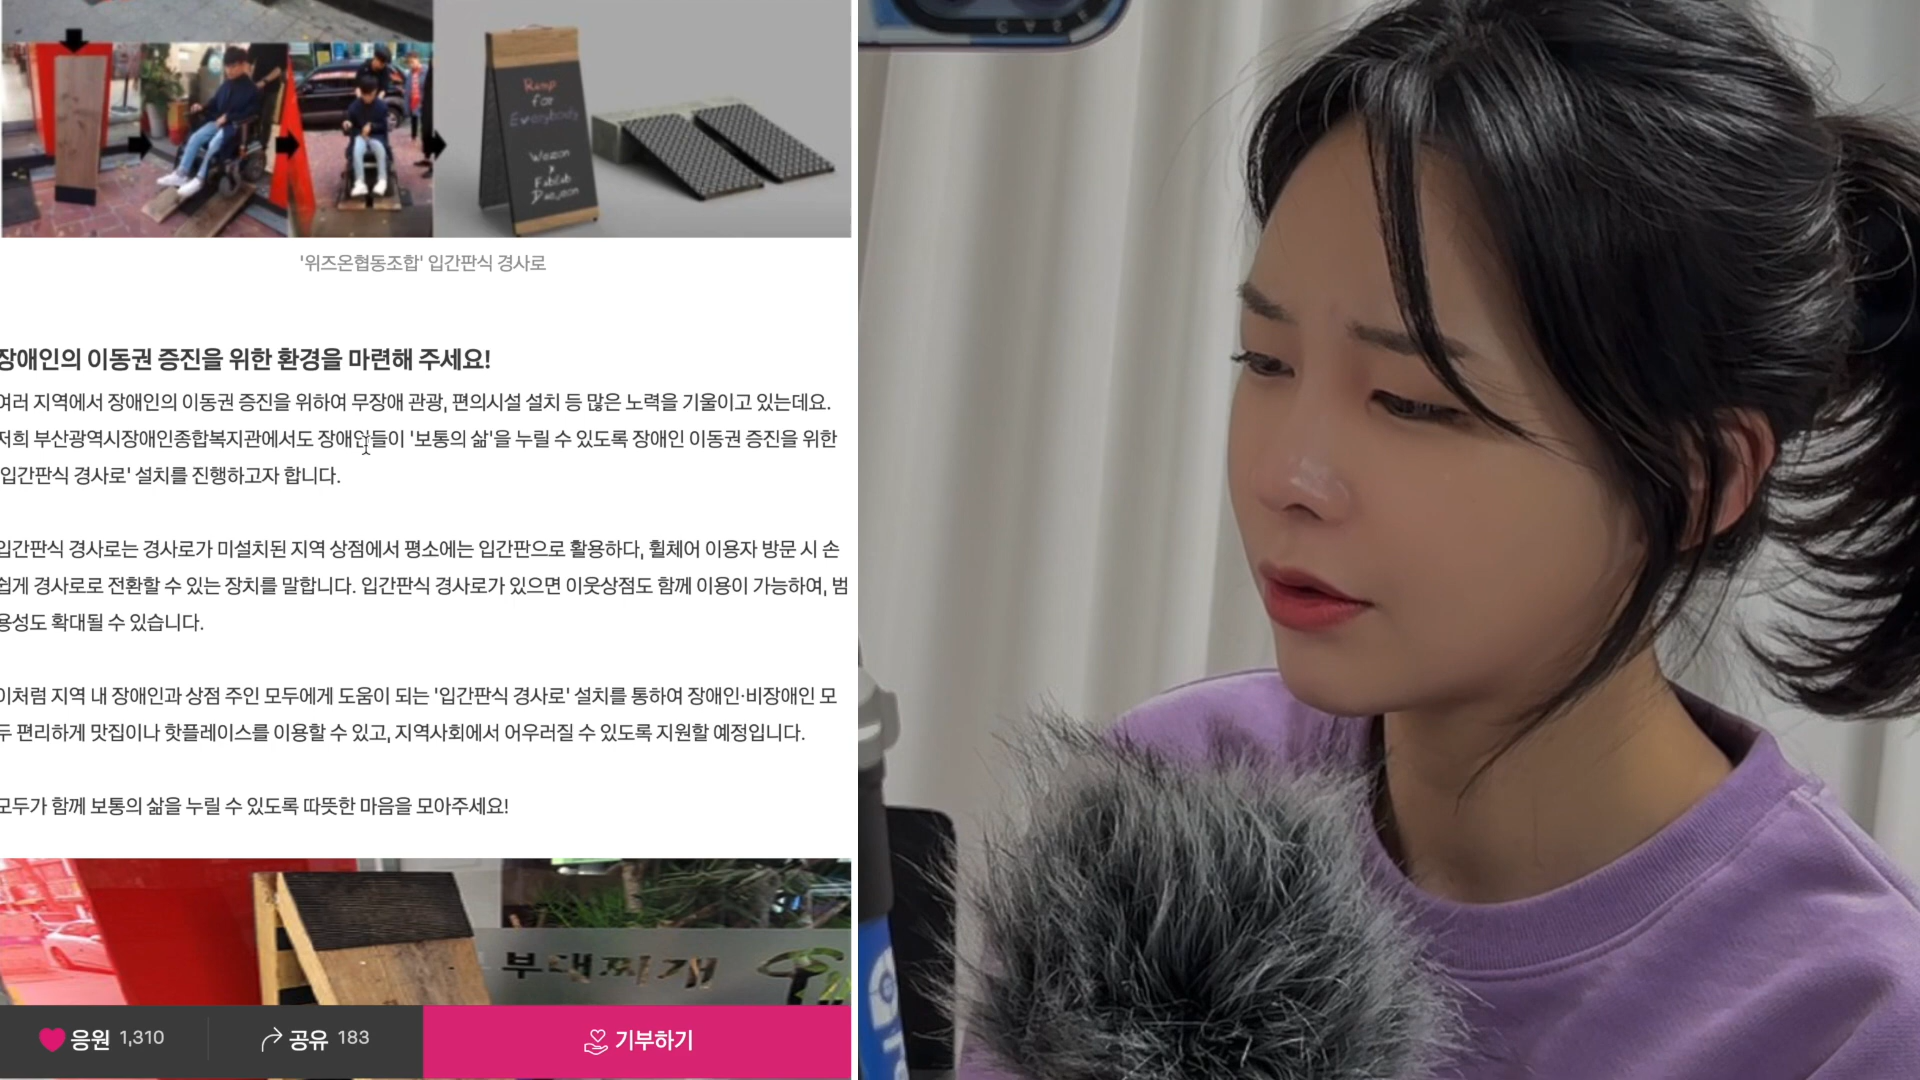 CASE
Ramp
for
Everybody
Weezon
x
Fablab
Daejeon
'위즈온협동조합' 입간판식 경사로
장애인의 이동권 증진을 위한 환경을 마련해 주세요!
여러 지역에서 장애인의 이동권 증진을 위하여 무장애 관광, 편의시설 설치 등 많은 노력을 기울이고 있는데요.
저희 부산광역시장애인종합복지관에서도 장애인들이 '보통의 삶'을 누릴 수 있도록 장애인 이동권 증진을 위한
입간판식 경사로' 설치를 진행하고자 합니다.
입간판식 경사로는 경사로가 미설치된 지역 상점에서 평소에는 입간판으로 활용하다, 휠체어 이용자 방문 시 손
쉽게 경사로로 전환할 수 있는 장치를 말합니다. 입간판식 경사로가 있으면 이웃상점도 함께 이용이 가능하여, 범
용성도 확대될 수 있습니다.
이처럼 지역 내 장애인과 상점 주인 모두에게 도움이 되는 '입간판식 경사로' 설치를 통하여 장애인·비장애인 모
두 편리하게 맛집이나 핫플레이스를 이용할 수 있고, 지역사회에서 어우러질 수 있도록 지원할 예정입니다.
모두가 함께 보통의 삶을 누릴 수 있도록 따뜻한 마음을 모아주세요!
부대찌개
응원 1,310
공유 183
기부하기